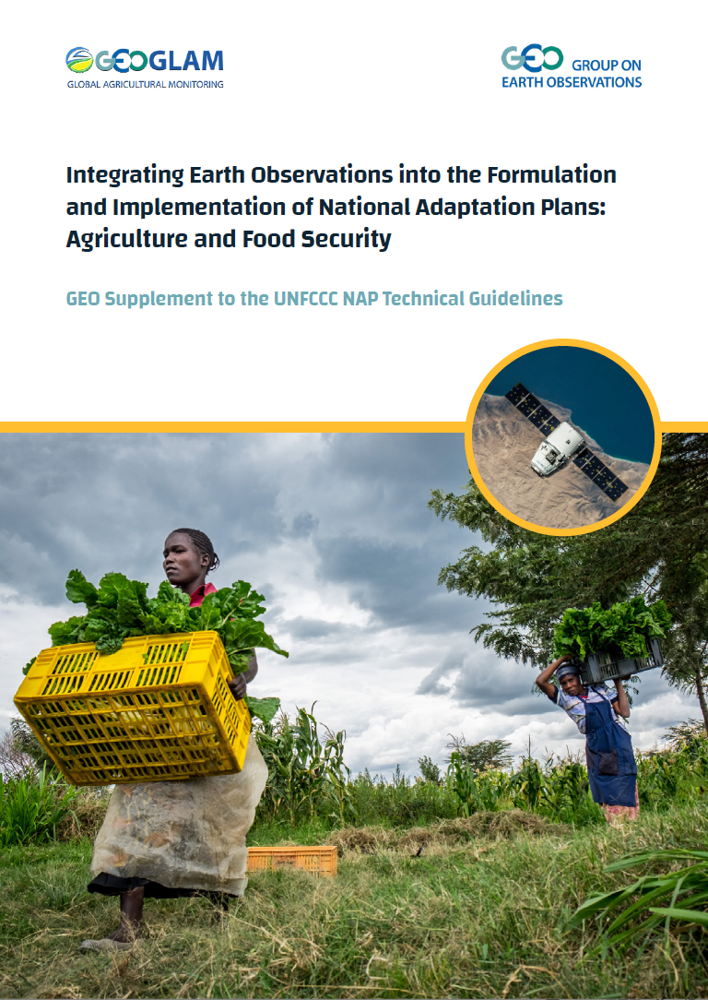 GEOGLAM
GLOBAL AGRICULTURAL MONITORING
GEO GROUP ON
EARTH OBSERVATIONS
Integrating Earth Observations into the Formulation
and Implementation of National Adaptation Plans:
Agriculture and Food Security
GEO Supplement to the UNFCCC NAP Technical Guidelines